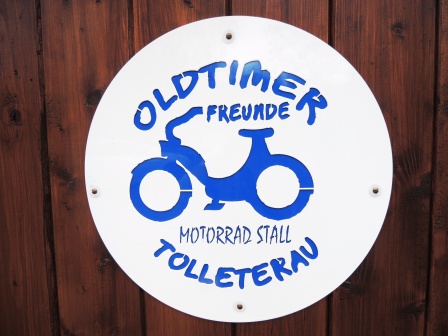 OLDTIMER
FREUNDE
MOTORRAD STALL
TOLLETERAU